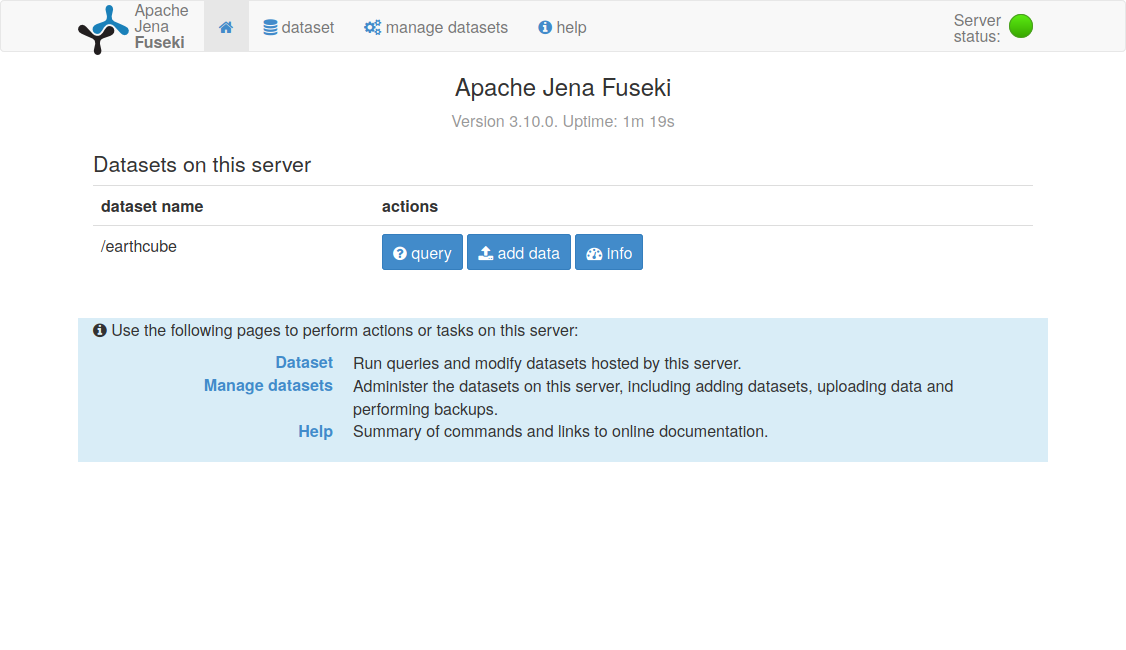 Apache
Jena
Fuseki
dataset
manage datasets
help
Server
status:
Apache Jena Fuseki
Version 3.10.0. Uptime: 1m 19s
Datasets on this server
dataset name actions
/earthcube query add data info
Use the following pages to perform actions or tasks on this server:
Dataset Run queries and modify datasets hosted by this server.
Manage datasets Administer the datasets on this server, including adding datasets, uploading data and
performing backups.
Help Summary of commands and links to online documentation.